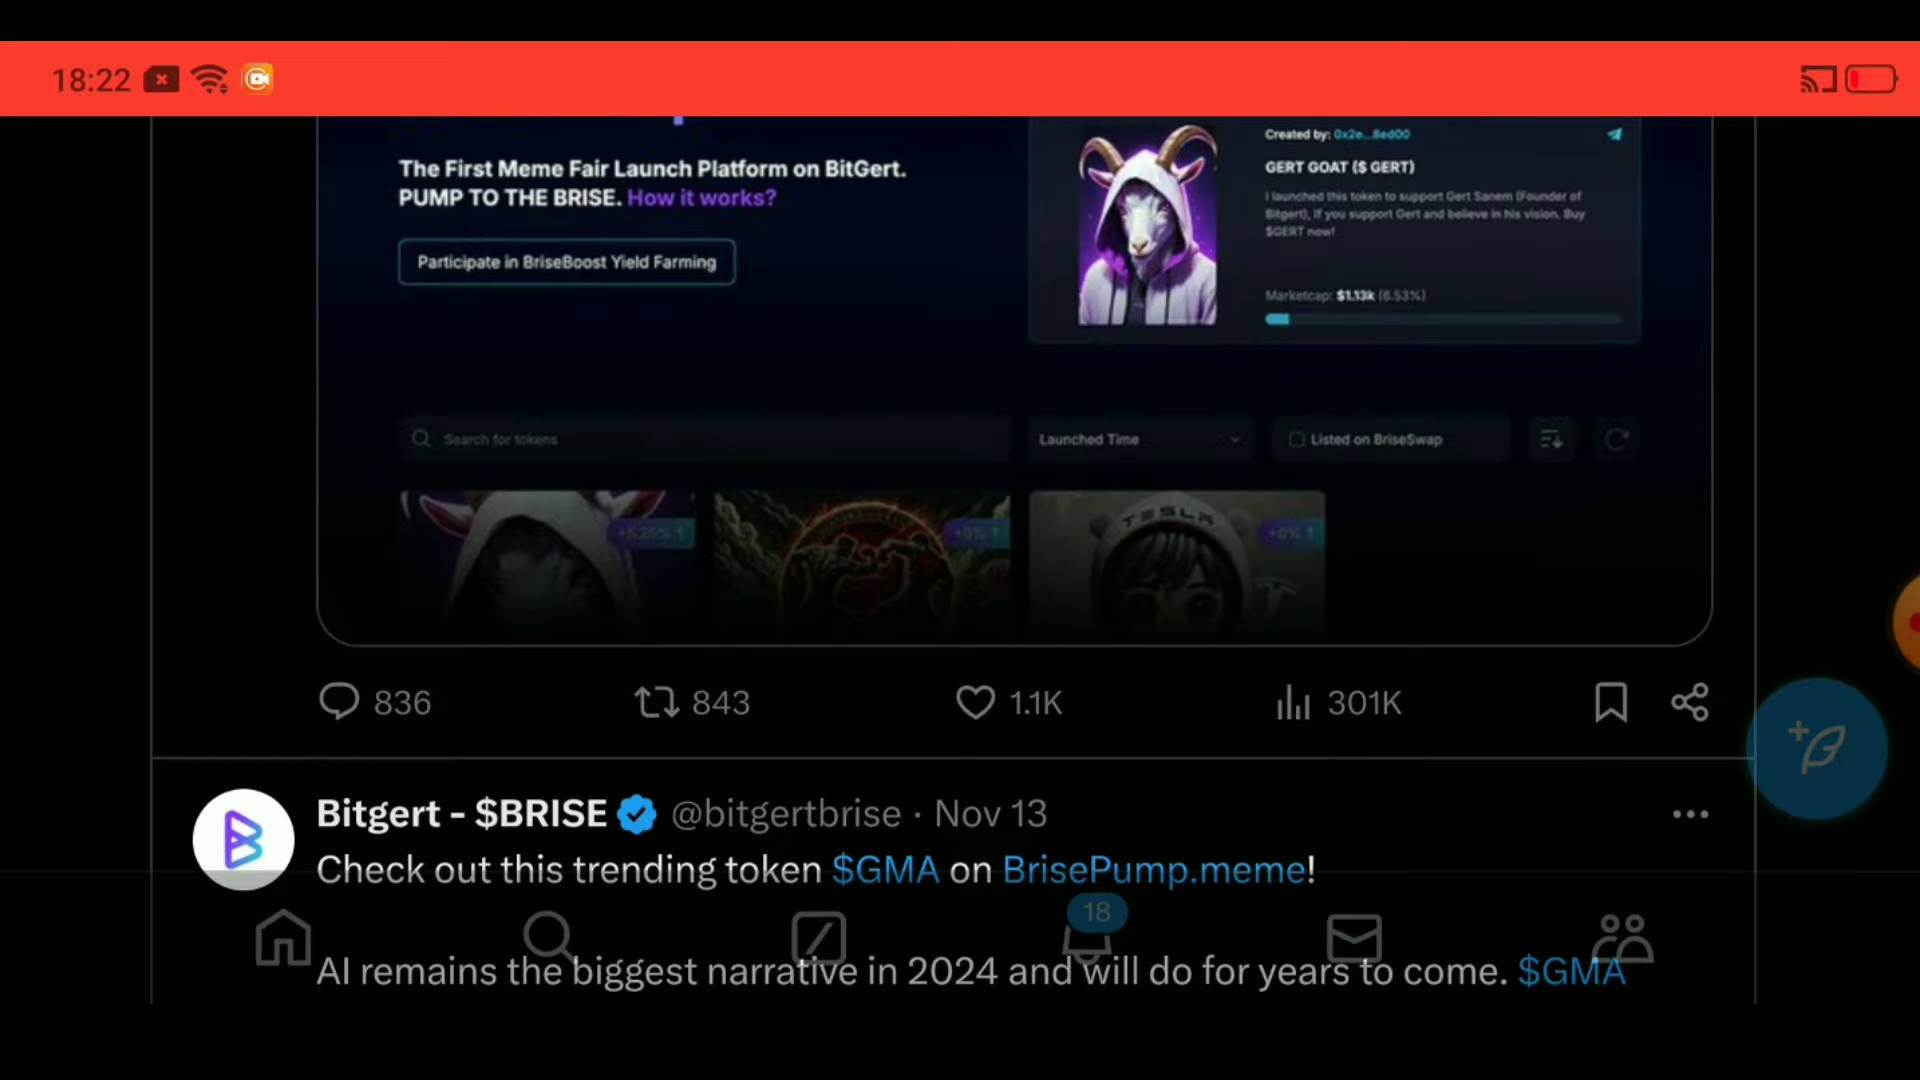 18:22
Created by: 0x2e...8ed00
The First Meme Fair Launch Platform on BitGert.
PUMP TO THE BRISE. How it works?
Participate in BriseBoost Yield Farming
GERT GOAT ($ GERT)
I launched this token to support Gert Sanem (Founder of
Bitgert), If you support Gert and believe in his vision. Buy
$GERT now!
Marketcap: $1.13k (6.53%)
Search for tokens
Launched Time
Listed on BriseSwap
+5.25% ↑
+0% ↑
+0% ↑
TESLA
836
843
1.1K
301K
Bitgert - $BRISE @bitgertbrise · Nov 13
Check out this trending token $GMA on BrisePump.meme!
18
AI remains the biggest narrative in 2024 and will do for years to come. $GMA